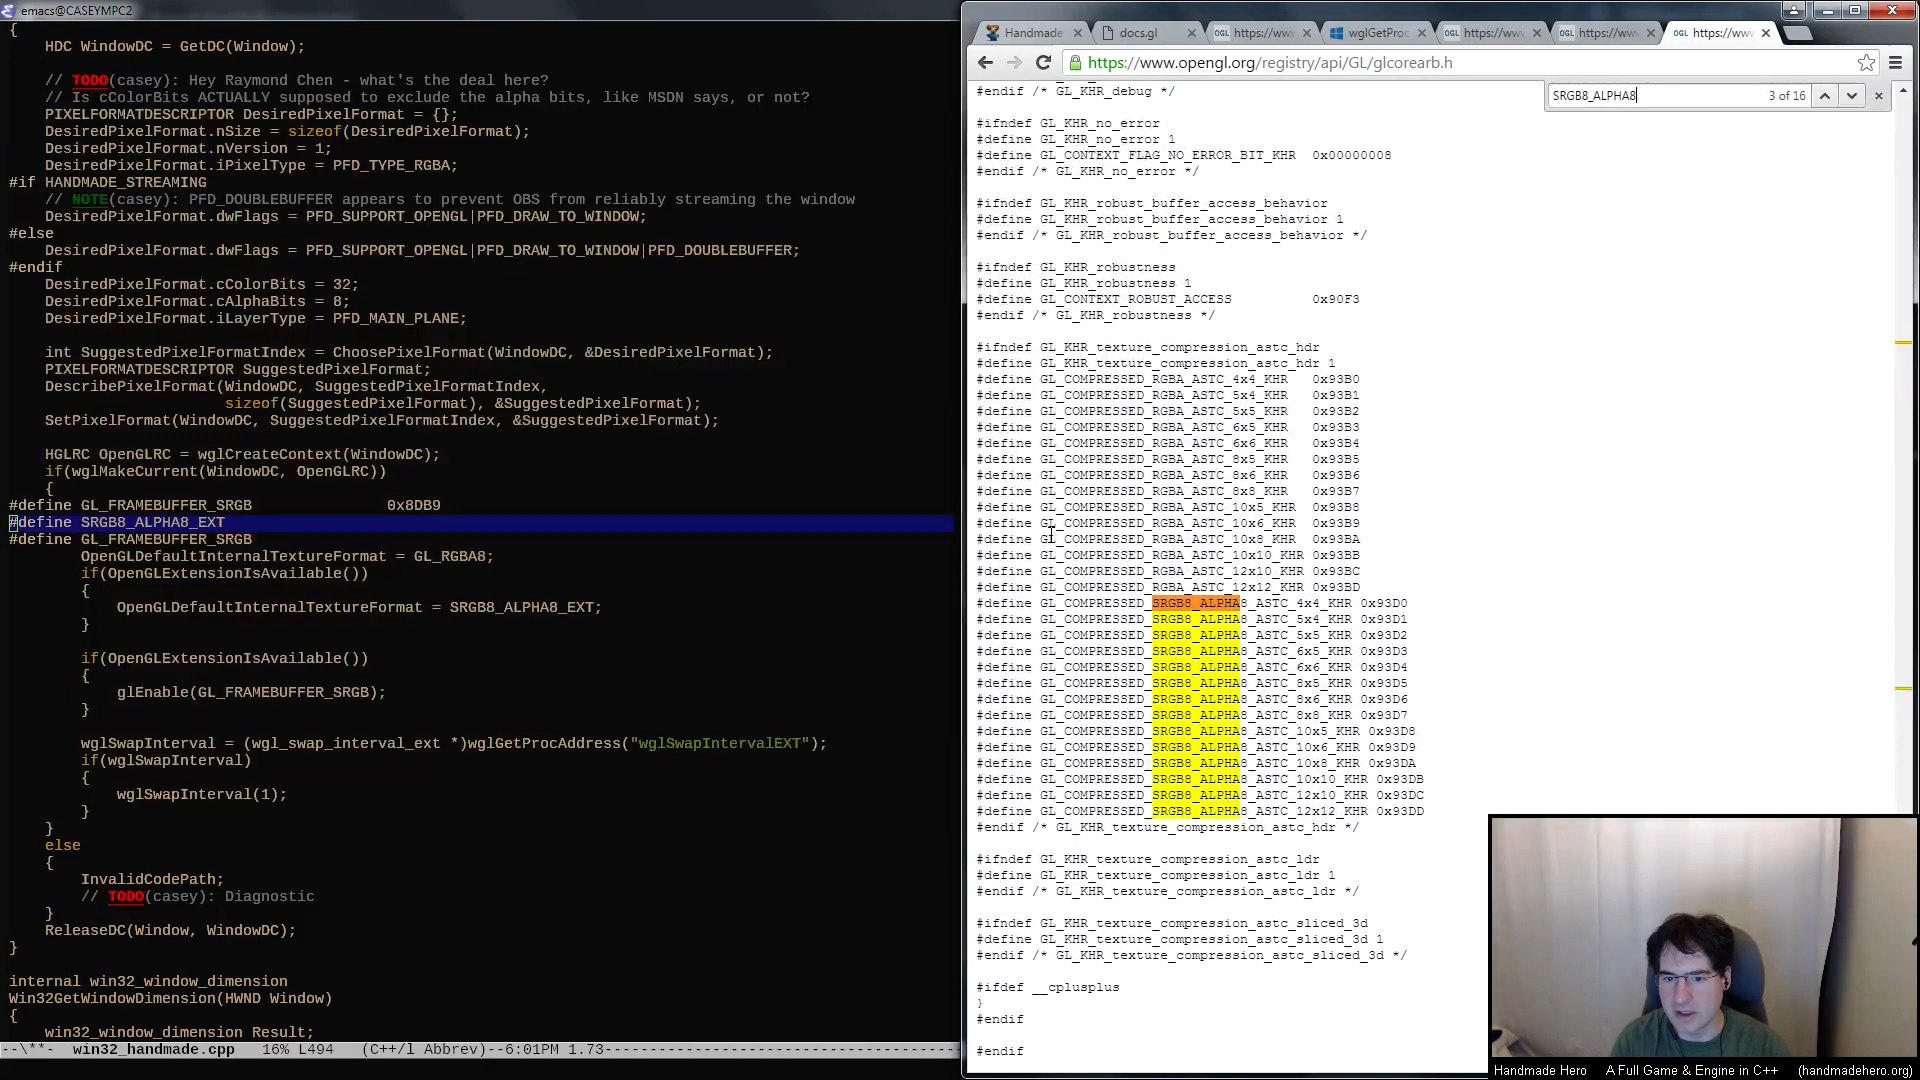 emacs@CASEYMPC2
{
HDC WindowDC = GetDC(Window);
// TODO(casey): Hey Raymond Chen - what's the deal here?
// Is cColorBits ACTUALLY supposed to exclude the alpha bits, like MSDN says, or not?
PIXELFORMATDESCRIPTOR DesiredPixelFormat = {};
DesiredPixelFormat.nSize = sizeof(DesiredPixelFormat);
DesiredPixelFormat.nVersion = 1;
DesiredPixelFormat.iPixelType = PFD_TYPE_RGBA;
#if HANDMADE_STREAMING
// NOTE(casey): PFD_DOUBLEBUFFER appears to prevent OBS from reliably streaming the window
DesiredPixelFormat.dwFlags = PFD_SUPPORT_OPENGL|PFD_DRAW_TO_WINDOW;
#else
DesiredPixelFormat.dwFlags = PFD_SUPPORT_OPENGL|PFD_DRAW_TO_WINDOW|PFD_DOUBLEBUFFER;
#endif
DesiredPixelFormat.cColorBits = 32;
DesiredPixelFormat.cAlphaBits = 8;
DesiredPixelFormat.iLayerType = PFD_MAIN_PLANE;
int SuggestedPixelFormatIndex = ChoosePixelFormat(WindowDC, &DesiredPixelFormat);
PIXELFORMATDESCRIPTOR SuggestedPixelFormat;
DescribePixelFormat(WindowDC, SuggestedPixelFormatIndex,
sizeof(SuggestedPixelFormat), &SuggestedPixelFormat);
SetPixelFormat(WindowDC, SuggestedPixelFormatIndex, &SuggestedPixelFormat);
HGLRC OpenGLRC = wglCreateContext(WindowDC);
if(wglMakeCurrent(WindowDC, OpenGLRC))
{
#define GL_FRAMEBUFFER_SRGB 0x8DB9
#define SRGB8_ALPHA8_EXT
#define GL_FRAMEBUFFER_SRGB
OpenGLDefaultInternalTextureFormat = GL_RGBA8;
if(OpenGLExtensionIsAvailable())
{
OpenGLDefaultInternalTextureFormat = SRGB8_ALPHA8_EXT;
}
if(OpenGLExtensionIsAvailable())
{
glEnable(GL_FRAMEBUFFER_SRGB);
}
wglSwapInterval = (wgl_swap_interval_ext *)wglGetProcAddress("wglSwapIntervalEXT");
if(wglSwapInterval)
{
wglSwapInterval(1);
}
}
else
{
InvalidCodePath;
// TODO(casey): Diagnostic
}
ReleaseDC(Window, WindowDC);
}
internal win32_window_dimension
Win32GetWindowDimension(HWND Window)
{
win32_window_dimension Result;
--\**- win32_handmade.cpp 16% L494 (C++/l Abbrev)--6:01PM 1.73
Handmade
docs.gl
OGL https://www
wglGetProc
OGL https://www
OGL https://www
OGL https://www
https://www.opengl.org/registry/api/GL/glcorearb.h
SRGB8_ALPHA8 3 of 16
#endif /* GL_KHR_debug */
#ifndef GL_KHR_no_error
#define GL_KHR_no_error 1
#define GL_CONTEXT_FLAG_NO_ERROR_BIT_KHR 0x00000008
#endif /* GL_KHR_no_error */
#ifndef GL_KHR_robust_buffer_access_behavior
#define GL_KHR_robust_buffer_access_behavior 1
#endif /* GL_KHR_robust_buffer_access_behavior */
#ifndef GL_KHR_robustness
#define GL_KHR_robustness 1
#define GL_CONTEXT_ROBUST_ACCESS 0x90F3
#endif /* GL_KHR_robustness */
#ifndef GL_KHR_texture_compression_astc_hdr
#define GL_KHR_texture_compression_astc_hdr 1
#define GL_COMPRESSED_RGBA_ASTC_4x4_KHR 0x93B0
#define GL_COMPRESSED_RGBA_ASTC_5x4_KHR 0x93B1
#define GL_COMPRESSED_RGBA_ASTC_5x5_KHR 0x93B2
#define GL_COMPRESSED_RGBA_ASTC_6x5_KHR 0x93B3
#define GL_COMPRESSED_RGBA_ASTC_6x6_KHR 0x93B4
#define GL_COMPRESSED_RGBA_ASTC_8x5_KHR 0x93B5
#define GL_COMPRESSED_RGBA_ASTC_8x6_KHR 0x93B6
#define GL_COMPRESSED_RGBA_ASTC_8x8_KHR 0x93B7
#define GL_COMPRESSED_RGBA_ASTC_10x5_KHR 0x93B8
#define GL_COMPRESSED_RGBA_ASTC_10x6_KHR 0x93B9
#define GL_COMPRESSED_RGBA_ASTC_10x8_KHR 0x93BA
#define GL_COMPRESSED_RGBA_ASTC_10x10_KHR 0x93BB
#define GL_COMPRESSED_RGBA_ASTC_12x10_KHR 0x93BC
#define GL_COMPRESSED_RGBA_ASTC_12x12_KHR 0x93BD
#define GL_COMPRESSED_SRGB8_ALPHA8_ASTC_4x4_KHR 0x93D0
#define GL_COMPRESSED_SRGB8_ALPHA8_ASTC_5x4_KHR 0x93D1
#define GL_COMPRESSED_SRGB8_ALPHA8_ASTC_5x5_KHR 0x93D2
#define GL_COMPRESSED_SRGB8_ALPHA8_ASTC_6x5_KHR 0x93D3
#define GL_COMPRESSED_SRGB8_ALPHA8_ASTC_6x6_KHR 0x93D4
#define GL_COMPRESSED_SRGB8_ALPHA8_ASTC_8x5_KHR 0x93D5
#define GL_COMPRESSED_SRGB8_ALPHA8_ASTC_8x6_KHR 0x93D6
#define GL_COMPRESSED_SRGB8_ALPHA8_ASTC_8x8_KHR 0x93D7
#define GL_COMPRESSED_SRGB8_ALPHA8_ASTC_10x5_KHR 0x93D8
#define GL_COMPRESSED_SRGB8_ALPHA8_ASTC_10x6_KHR 0x93D9
#define GL_COMPRESSED_SRGB8_ALPHA8_ASTC_10x8_KHR 0x93DA
#define GL_COMPRESSED_SRGB8_ALPHA8_ASTC_10x10_KHR 0x93DB
#define GL_COMPRESSED_SRGB8_ALPHA8_ASTC_12x10_KHR 0x93DC
#define GL_COMPRESSED_SRGB8_ALPHA8_ASTC_12x12_KHR 0x93DD
#endif /* GL_KHR_texture_compression_astc_hdr */
#ifndef GL_KHR_texture_compression_astc_ldr
#define GL_KHR_texture_compression_astc_ldr 1
#endif /* GL_KHR_texture_compression_astc_ldr */
#ifndef GL_KHR_texture_compression_astc_sliced_3d
#define GL_KHR_texture_compression_astc_sliced_3d 1
#endif /* GL_KHR_texture_compression_astc_sliced_3d */
#ifdef __cplusplus
}
#endif
#endif
Handmade Hero A Full Game & Engine in C++ (handmadehero.org)